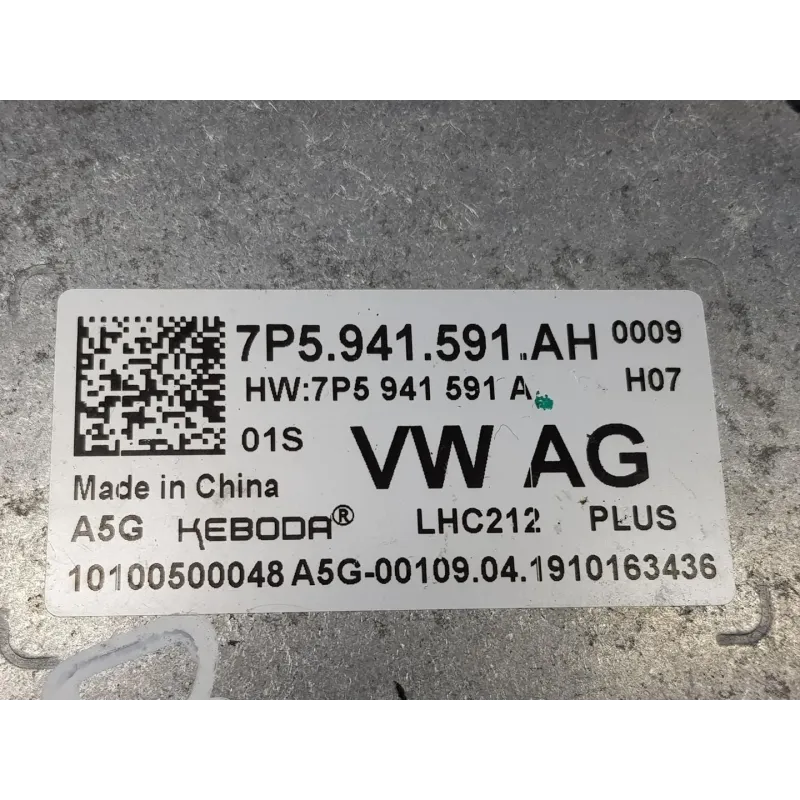 7P5.941.591.AH 0009
HW:7P5 941 591 A H07
01S VW AG
Made in China
A5G KEBODA® LHC212 PLUS
10100500048 A5G-00109.04.1910163436